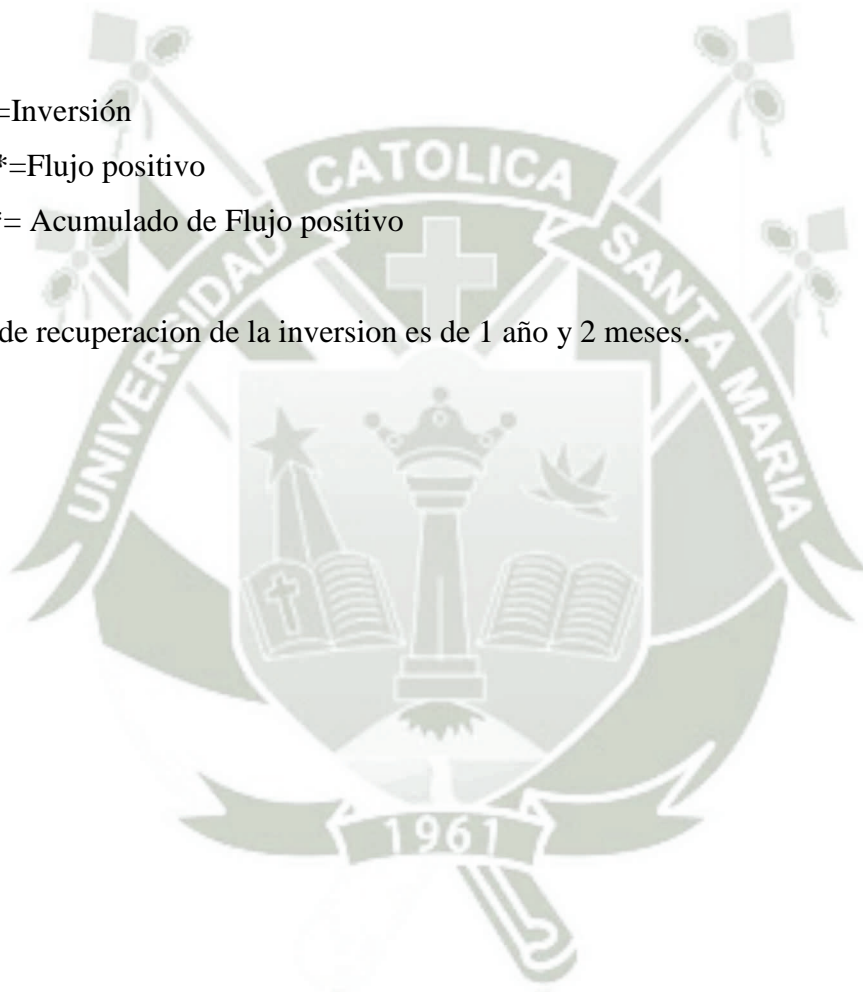 =Inversión
*=Flujo positivo
*= Acumulado de Flujo positivo
de recuperacion de la inversion es de 1 año y 2 meses.
UNIVERSIDAD CATOLICA SANTA MARIA
1961